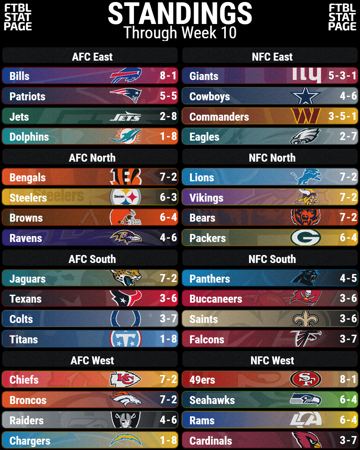 FTBL
STAT
PAGE
STANDINGS
Through Week 10
FTBL
STAT
PAGE
AFC East
Bills 8-1
Patriots 5-5
Jets JETS 2-8
Dolphins 1-8
NFC East
Giants ny 5-3-1
Cowboys 4-6
Commanders 3-5-1
Eagles 2-7
AFC North
Bengals 7-2
Steelers Steelers 6-3
Browns 6-4
Ravens 4-6
NFC North
Lions 7-2
Vikings 7-2
Bears 7-2
Packers G 6-4
AFC South
Jaguars 7-2
Texans 3-6
Colts 3-7
Titans 1-8
NFC South
Panthers 4-5
Buccaneers 3-6
Saints 3-6
Falcons 3-7
AFC West
Chiefs KC 7-2
Broncos 7-2
Raiders 4-6
Chargers 1-8
NFC West
49ers SF 8-1
Seahawks 6-4
Rams LA 6-4
Cardinals 3-7